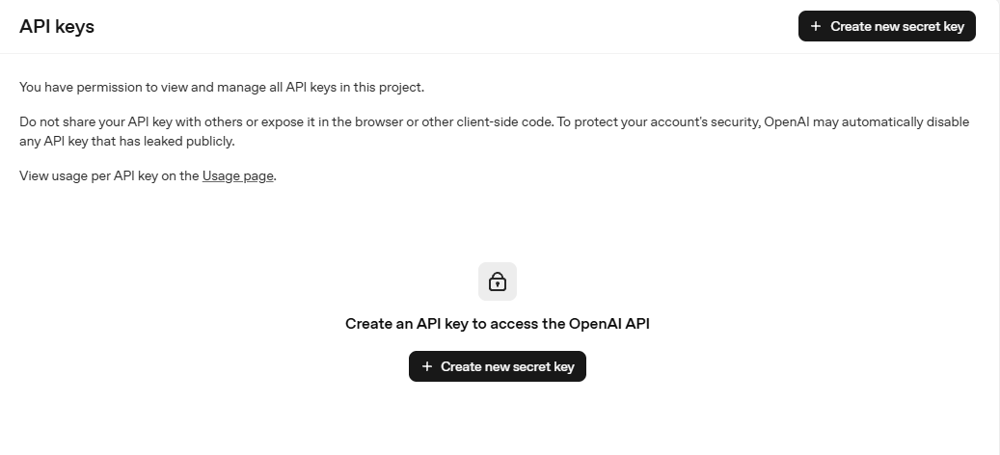 API keys
+ Create new secret key
You have permission to view and manage all API keys in this project.
Do not share your API key with others or expose it in the browser or other client-side code. To protect your account's security, OpenAI may automatically disable
any API key that has leaked publicly.
View usage per API key on the Usage page.
Create an API key to access the OpenAI API
+ Create new secret key